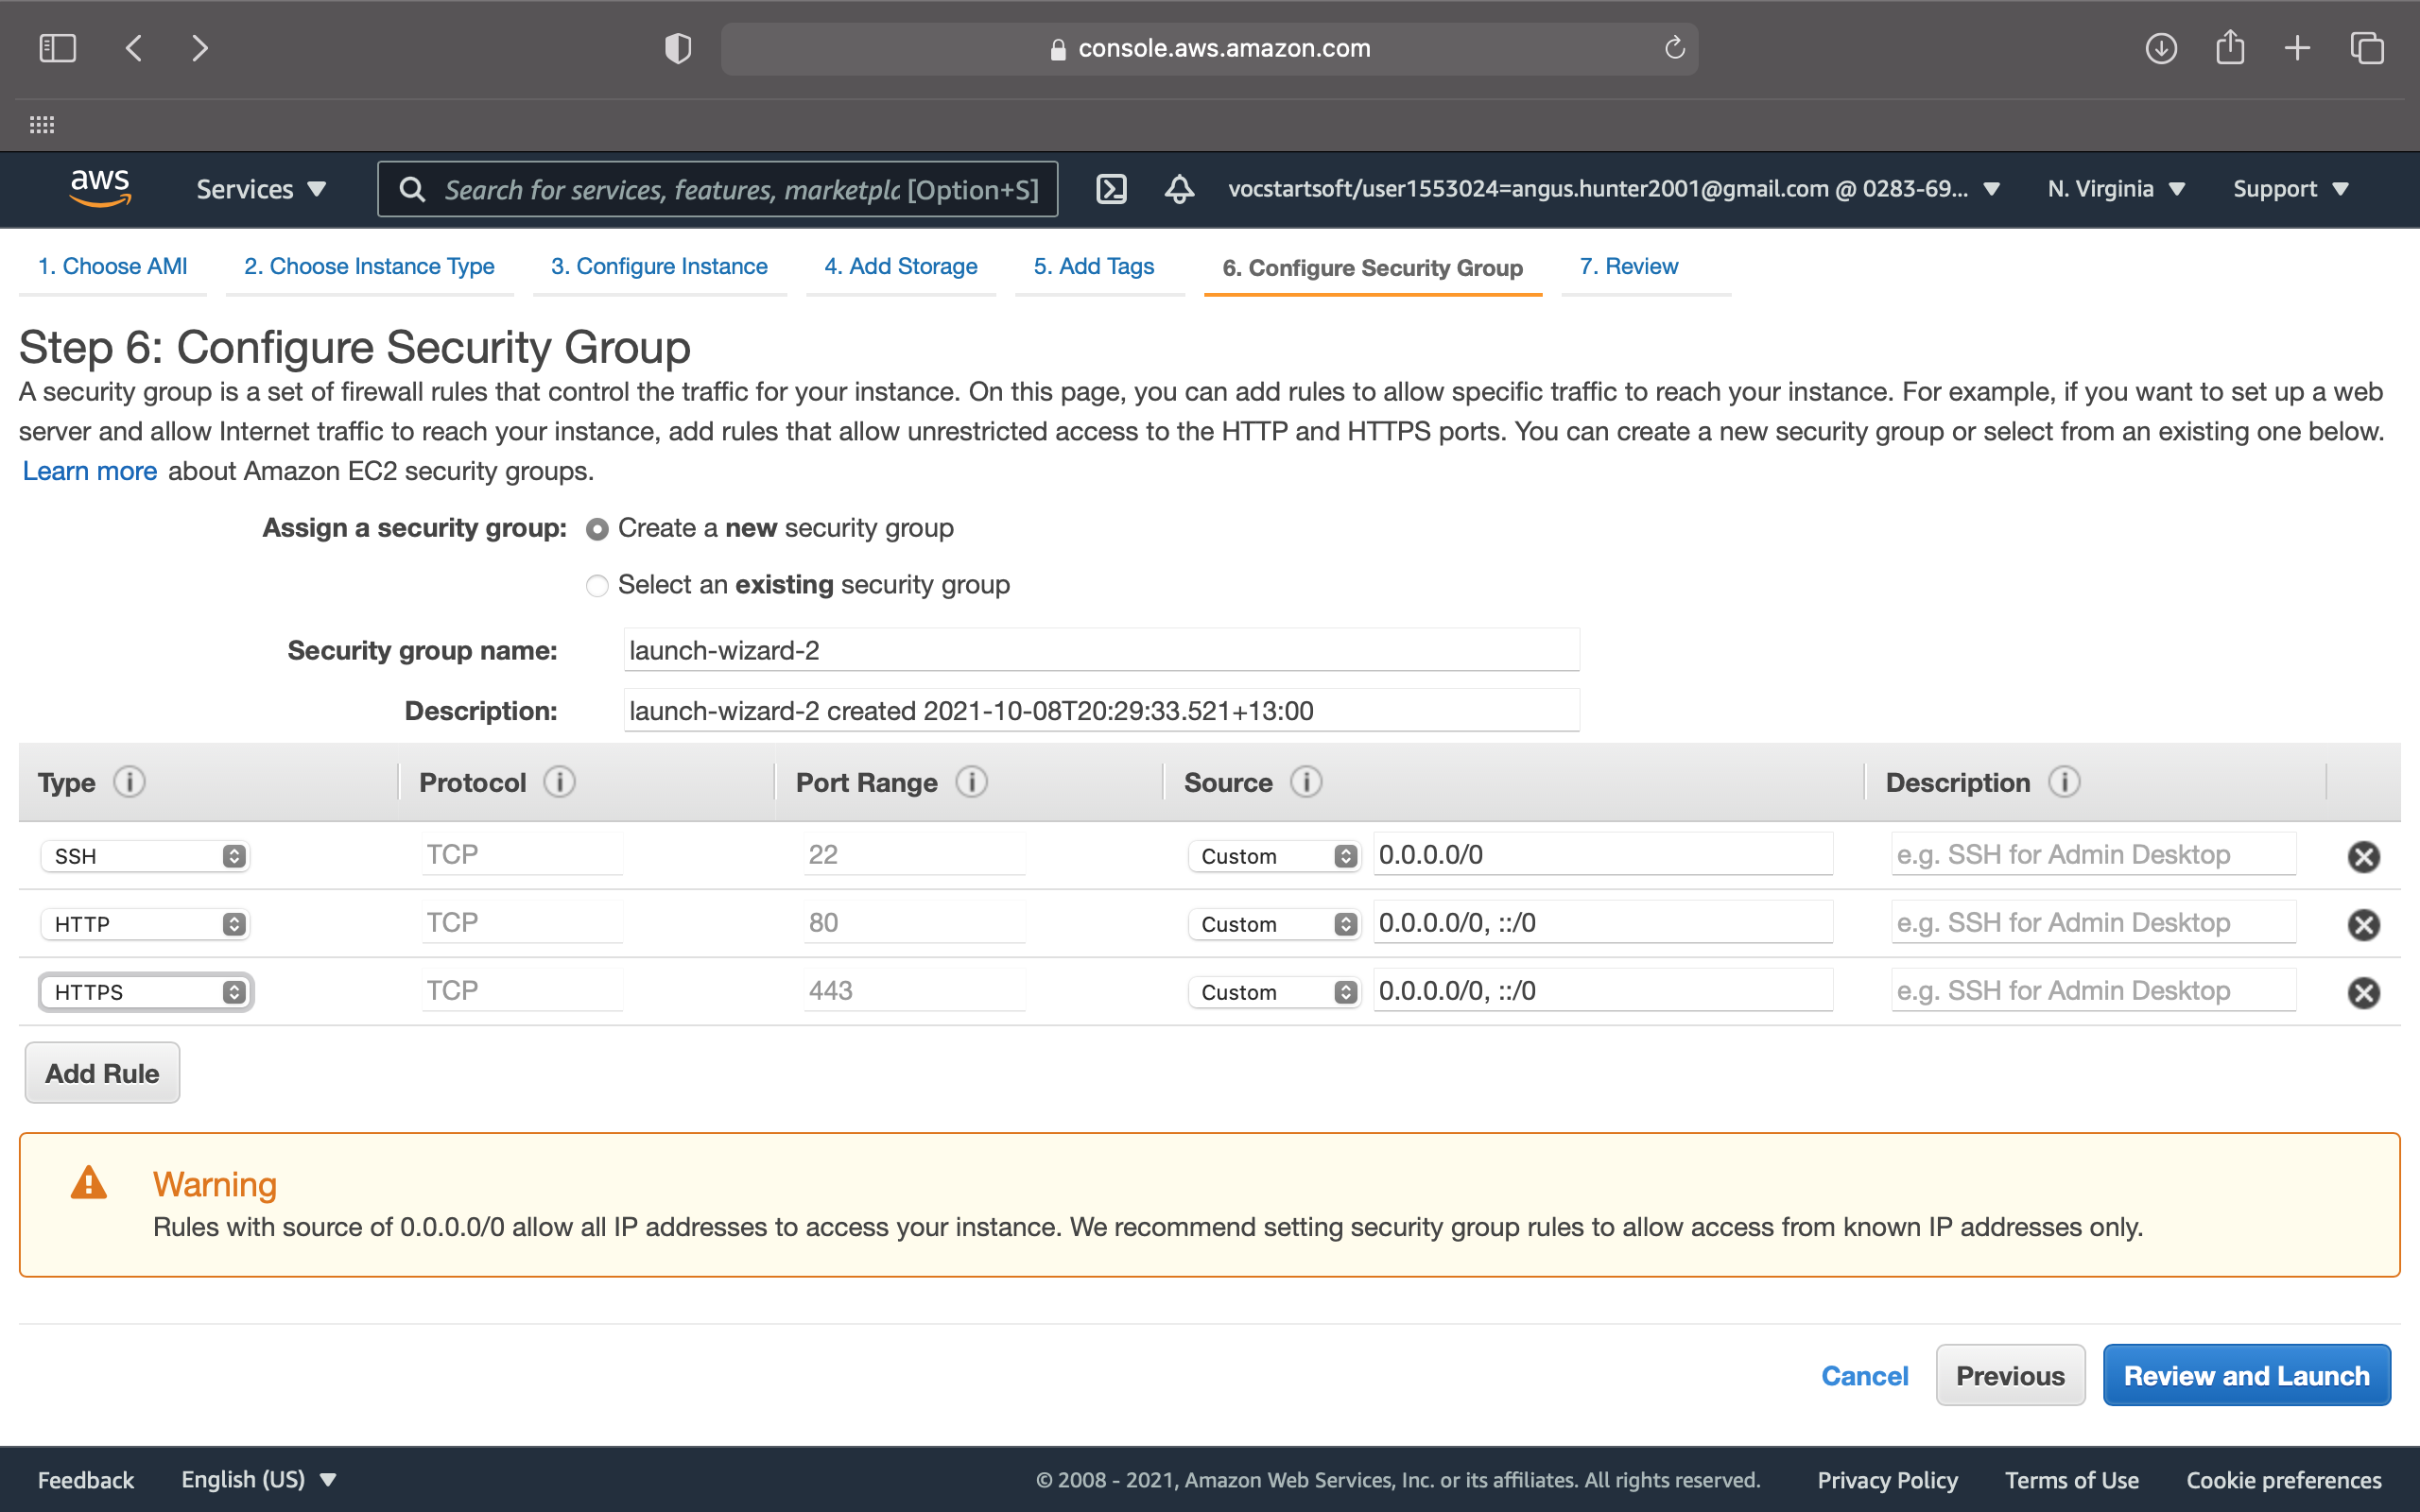 console.aws.amazon.com
aws
Services
Search for services, features, marketplc [Option+S]
vocstartsoft/user1553024=angus.hunter2001@gmail.com @ 0283-69...
N. Virginia
Support
1. Choose AMI
2. Choose Instance Type
3. Configure Instance
4. Add Storage
5. Add Tags
6. Configure Security Group
7. Review
Step 6: Configure Security Group
A security group is a set of firewall rules that control the traffic for your instance. On this page, you can add rules to allow specific traffic to reach your instance. For example, if you want to set up a web
server and allow Internet traffic to reach your instance, add rules that allow unrestricted access to the HTTP and HTTPS ports. You can create a new security group or select from an existing one below.
Learn more about Amazon EC2 security groups.
Assign a security group: Create a new security group
Select an existing security group
Security group name: launch-wizard-2
Description: launch-wizard-2 created 2021-10-08T20:29:33.521+13:00
Type Protocol Port Range Source Description
SSH TCP 22 Custom 0.0.0.0/0 e.g. SSH for Admin Desktop
HTTP TCP 80 Custom 0.0.0.0/0, ::/0 e.g. SSH for Admin Desktop
HTTPS TCP 443 Custom 0.0.0.0/0, ::/0 e.g. SSH for Admin Desktop
Add Rule
Warning
Rules with source of 0.0.0.0/0 allow all IP addresses to access your instance. We recommend setting security group rules to allow access from known IP addresses only.
Cancel
Previous
Review and Launch
Feedback
English (US)
© 2008 - 2021, Amazon Web Services, Inc. or its affiliates. All rights reserved.
Privacy Policy
Terms of Use
Cookie preferences